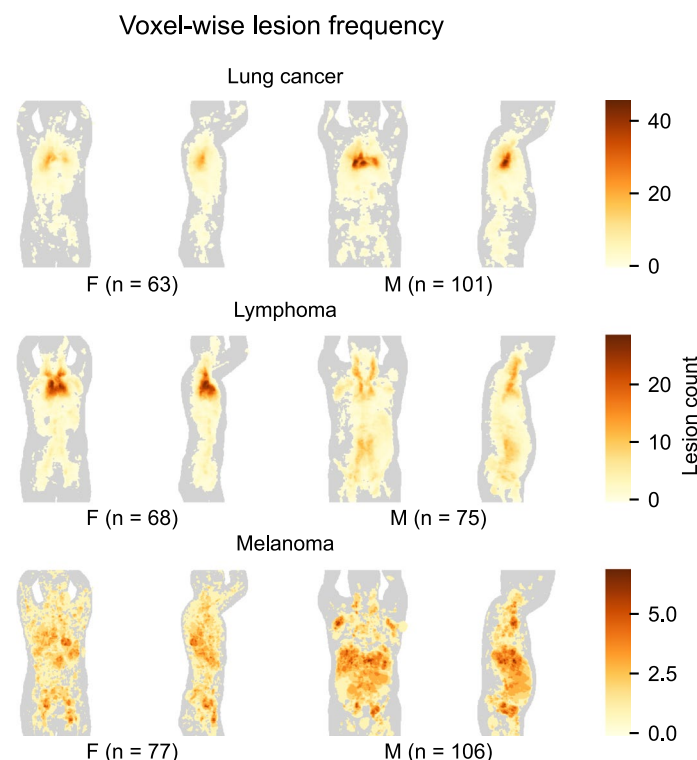 Voxel-wise lesion frequency
Lung cancer
40
20
0
F (n = 63)
M (n = 101)
Lymphoma
20
10
0
Lesion count
F (n = 68)
M (n = 75)
Melanoma
5.0
2.5
0.0
F (n = 77)
M (n = 106)